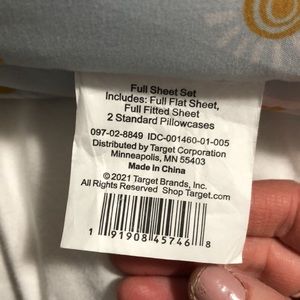 Full Sheet Set
Includes: Full Flat Sheet,
Full Fitted Sheet
2 Standard Pillowcases
097-02-8849 IDC-001460-01-005
Distributed by Target Corporation
Minneapolis, MN 55403
Made in China
© 2021 Target Brands, Inc.
All Rights Reserved Shop Target.com
1 91908 45746 8